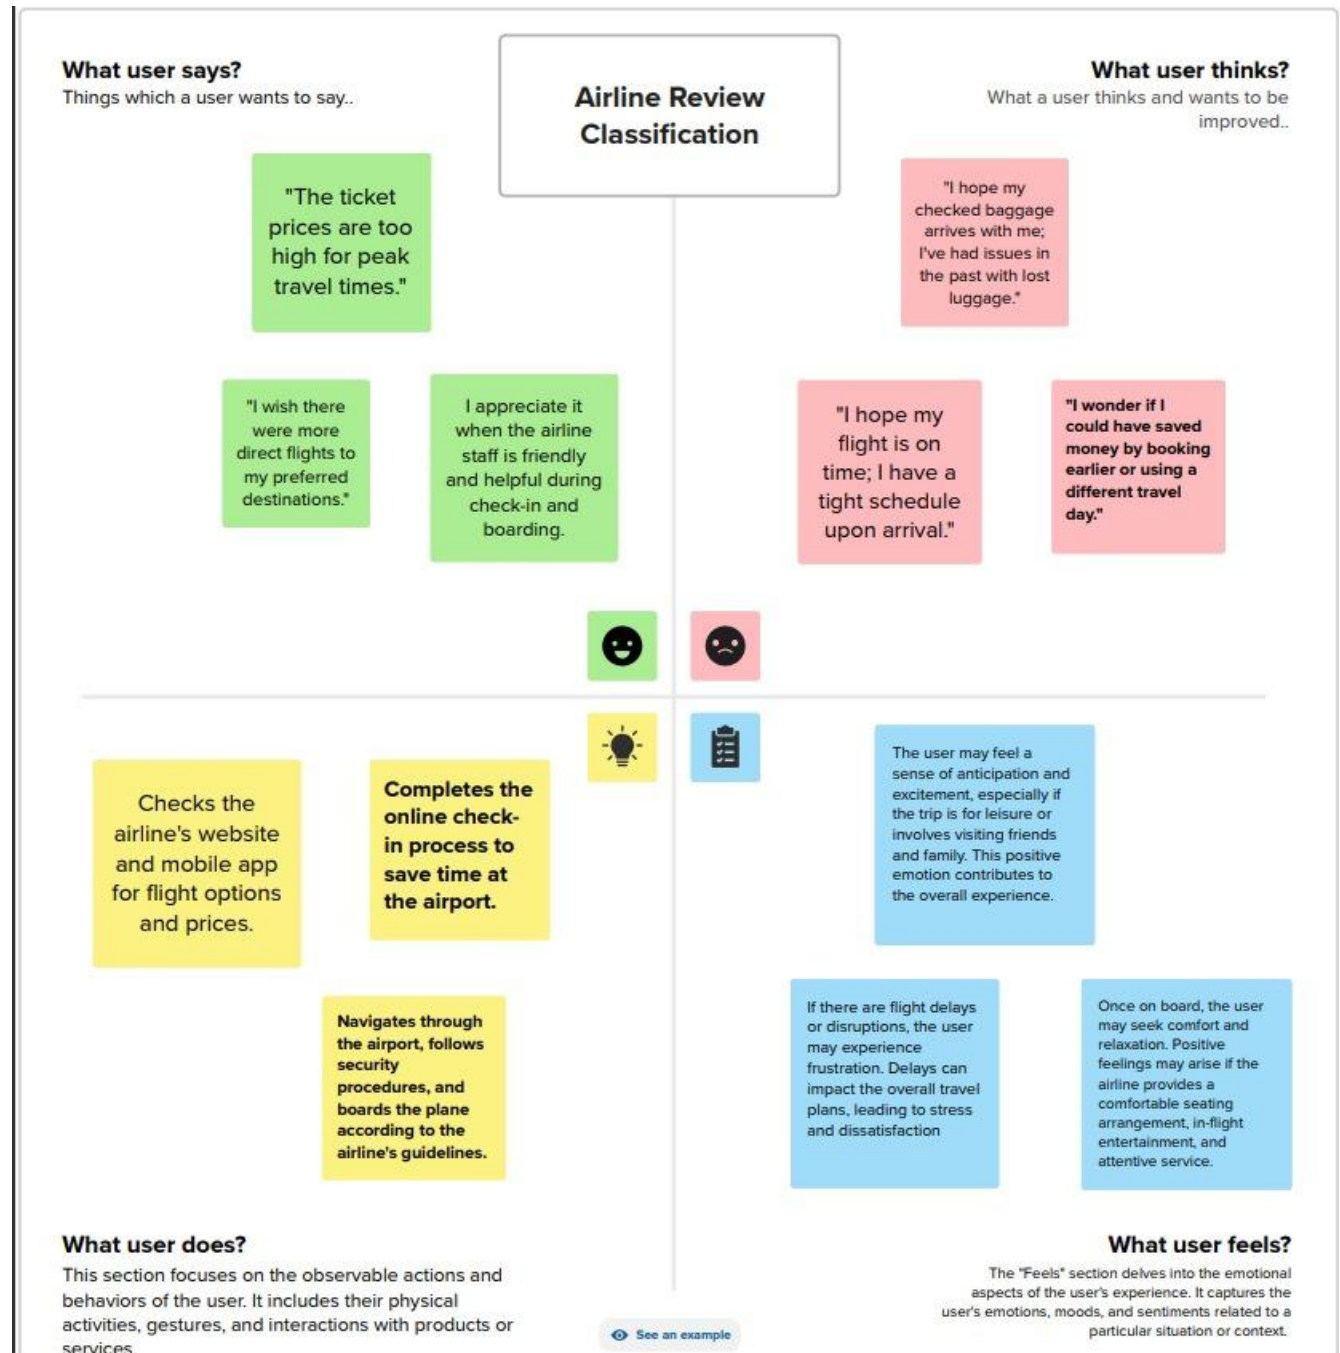 What user says?
Things which a user wants to say..
Airline Review
Classification
What user thinks?
What a user thinks and wants to be
improved..
"The ticket
prices are too
high for peak
travel times."
"I wish there
were more
direct flights to
my preferred
destinations."
I appreciate it
when the airline
staff is friendly
and helpful during
check-in and
boarding.
"I hope my
checked baggage
arrives with me;
I've had issues in
the past with lost
luggage."
"I hope my
flight is on
time; I have a
tight schedule
upon arrival."
"I wonder if I
could have saved
money by booking
earlier or using a
different travel
day."
Checks the
airline's website
and mobile app
for flight options
and prices.
Completes the
online check-
in process to
save time at
the airport.
Navigates through
the airport, follows
security
procedures, and
boards the plane
according to the
airline's guidelines.
The user may feel a
sense of anticipation and
excitement, especially if
the trip is for leisure or
involves visiting friends
and family. This positive
emotion contributes to
the overall experience.
If there are flight delays
or disruptions, the user
may experience
frustration. Delays can
impact the overall travel
plans, leading to stress
and dissatisfaction
Once on board, the user
may seek comfort and
relaxation. Positive
feelings may arise if the
airline provides a
comfortable seating
arrangement, in-flight
entertainment, and
attentive service.
What user does?
This section focuses on the observable actions and
behaviors of the user. It includes their physical
activities, gestures, and interactions with products or
services
See an example
What user feels?
The "Feels" section delves into the emotional
aspects of the user's experience. It captures the
user's emotions, moods, and sentiments related to a
particular situation or context.